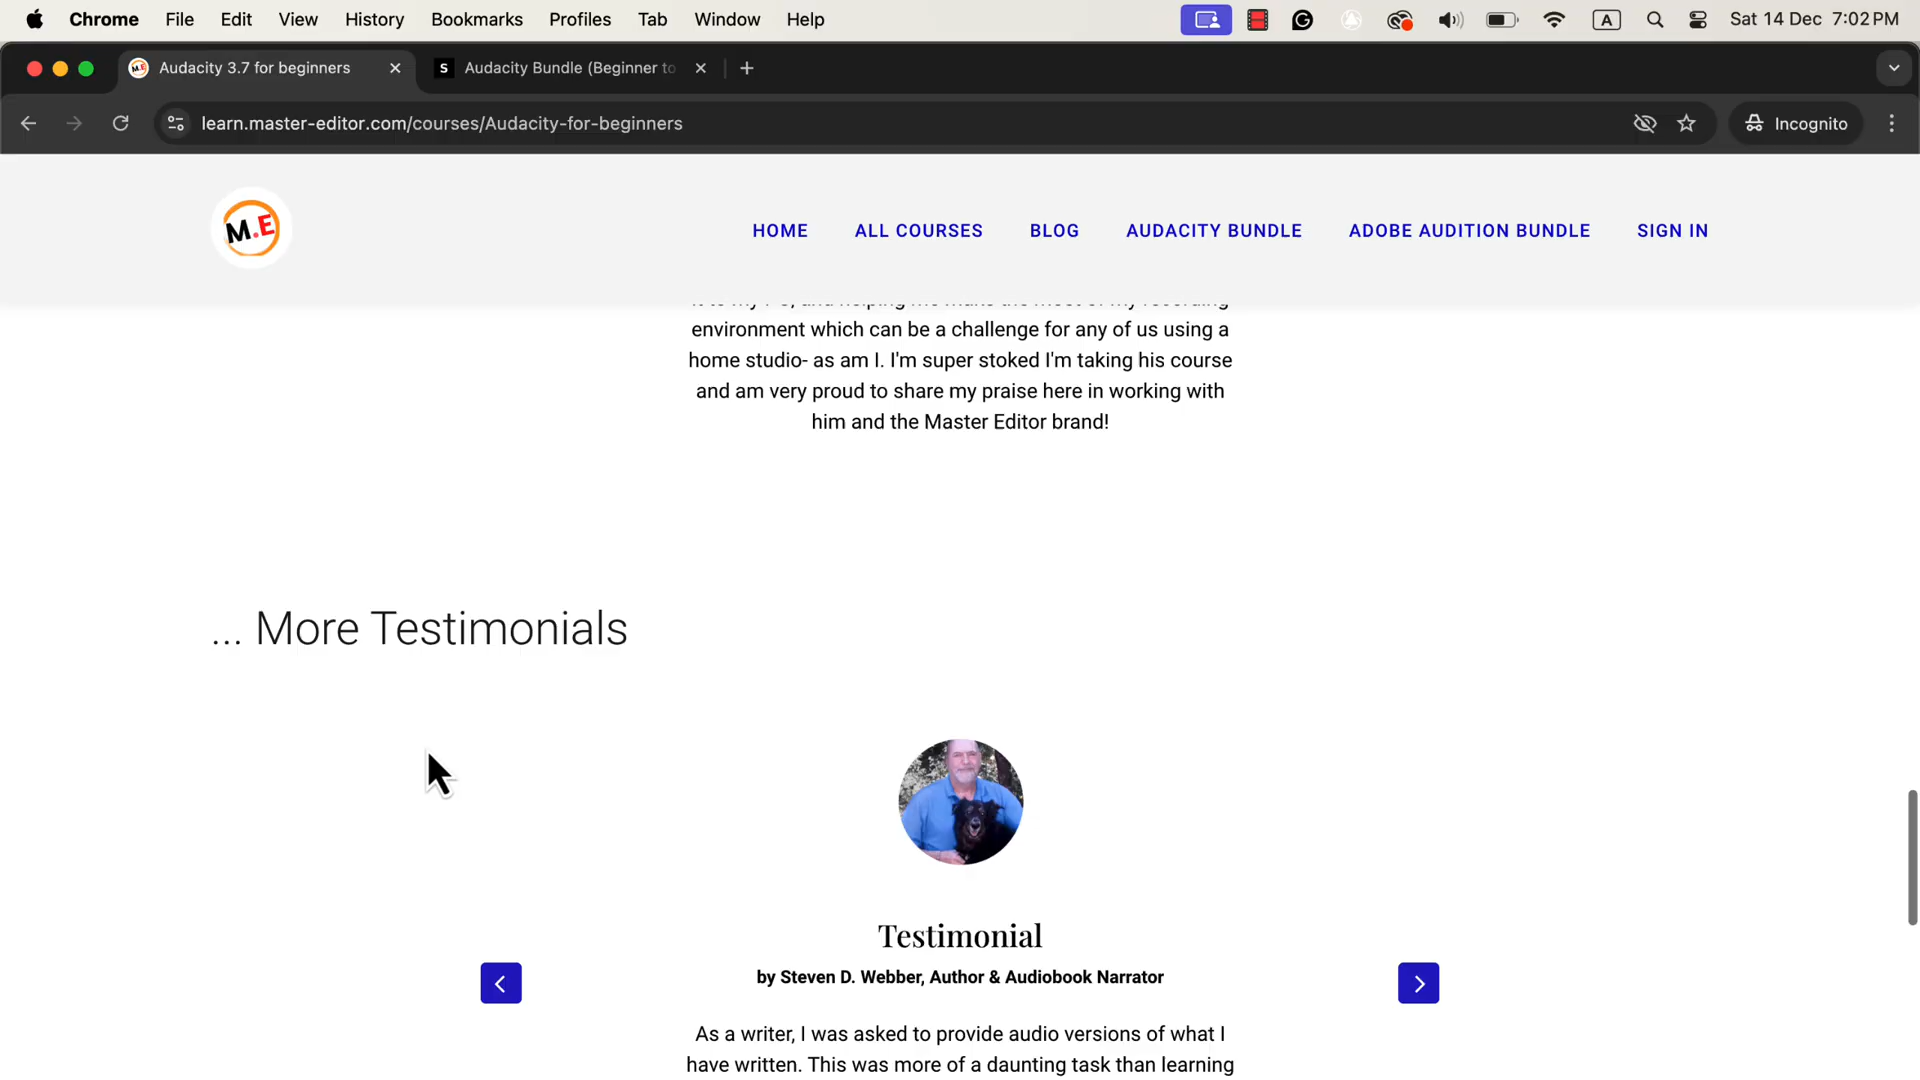 Chrome File Edit View History Bookmarks Profiles Tab Window Help A Sat 14 Dec 7:02 PM
Audacity 3.7 for beginners S Audacity Bundle (Beginner to
learn.master-editor.com/courses/Audacity-for-beginners Incognito
M.E HOME ALL COURSES BLOG AUDACITY BUNDLE ADOBE AUDITION BUNDLE SIGN IN
environment which can be a challenge for any of us using a
home studio- as am I. I'm super stoked I'm taking his course
and am very proud to share my praise here in working with
him and the Master Editor brand!
... More Testimonials
Testimonial
by Steven D. Webber, Author & Audiobook Narrator
As a writer, I was asked to provide audio versions of what I
have written. This was more of a daunting task than learning